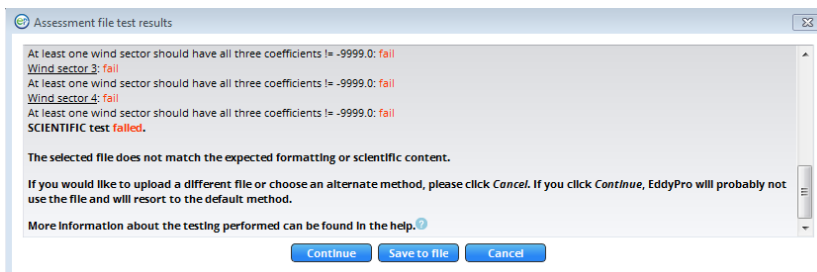 Assessment file test results
At least one wind sector should have all three coefficients != -9999.0: fail
Wind sector 3: fail
At least one wind sector should have all three coefficients != -9999.0: fail
Wind sector 4: fail
At least one wind sector should have all three coefficients != -9999.0: fail
SCIENTIFIC test failed.
The selected file does not match the expected formatting or scientific content.
If you would like to upload a different file or choose an alternate method, please click Cancel. If you click Continue, EddyPro will probably not
use the file and will resort to the default method.
More information about the testing performed can be found in the help.?
Continue Save to file Cancel